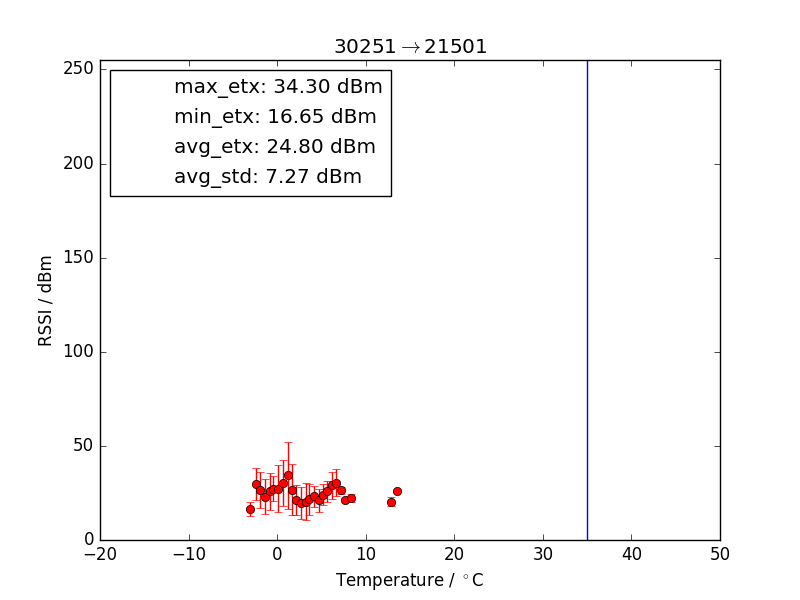 30251→21501
max_etx: 34.30 dBm
min_etx: 16.65 dBm
avg_etx: 24.80 dBm
avg_std: 7.27 dBm
250
200
150
100
50
0
RSSI / dBm
−20 −10 0 10 20 30 40 50
Temperature / °C